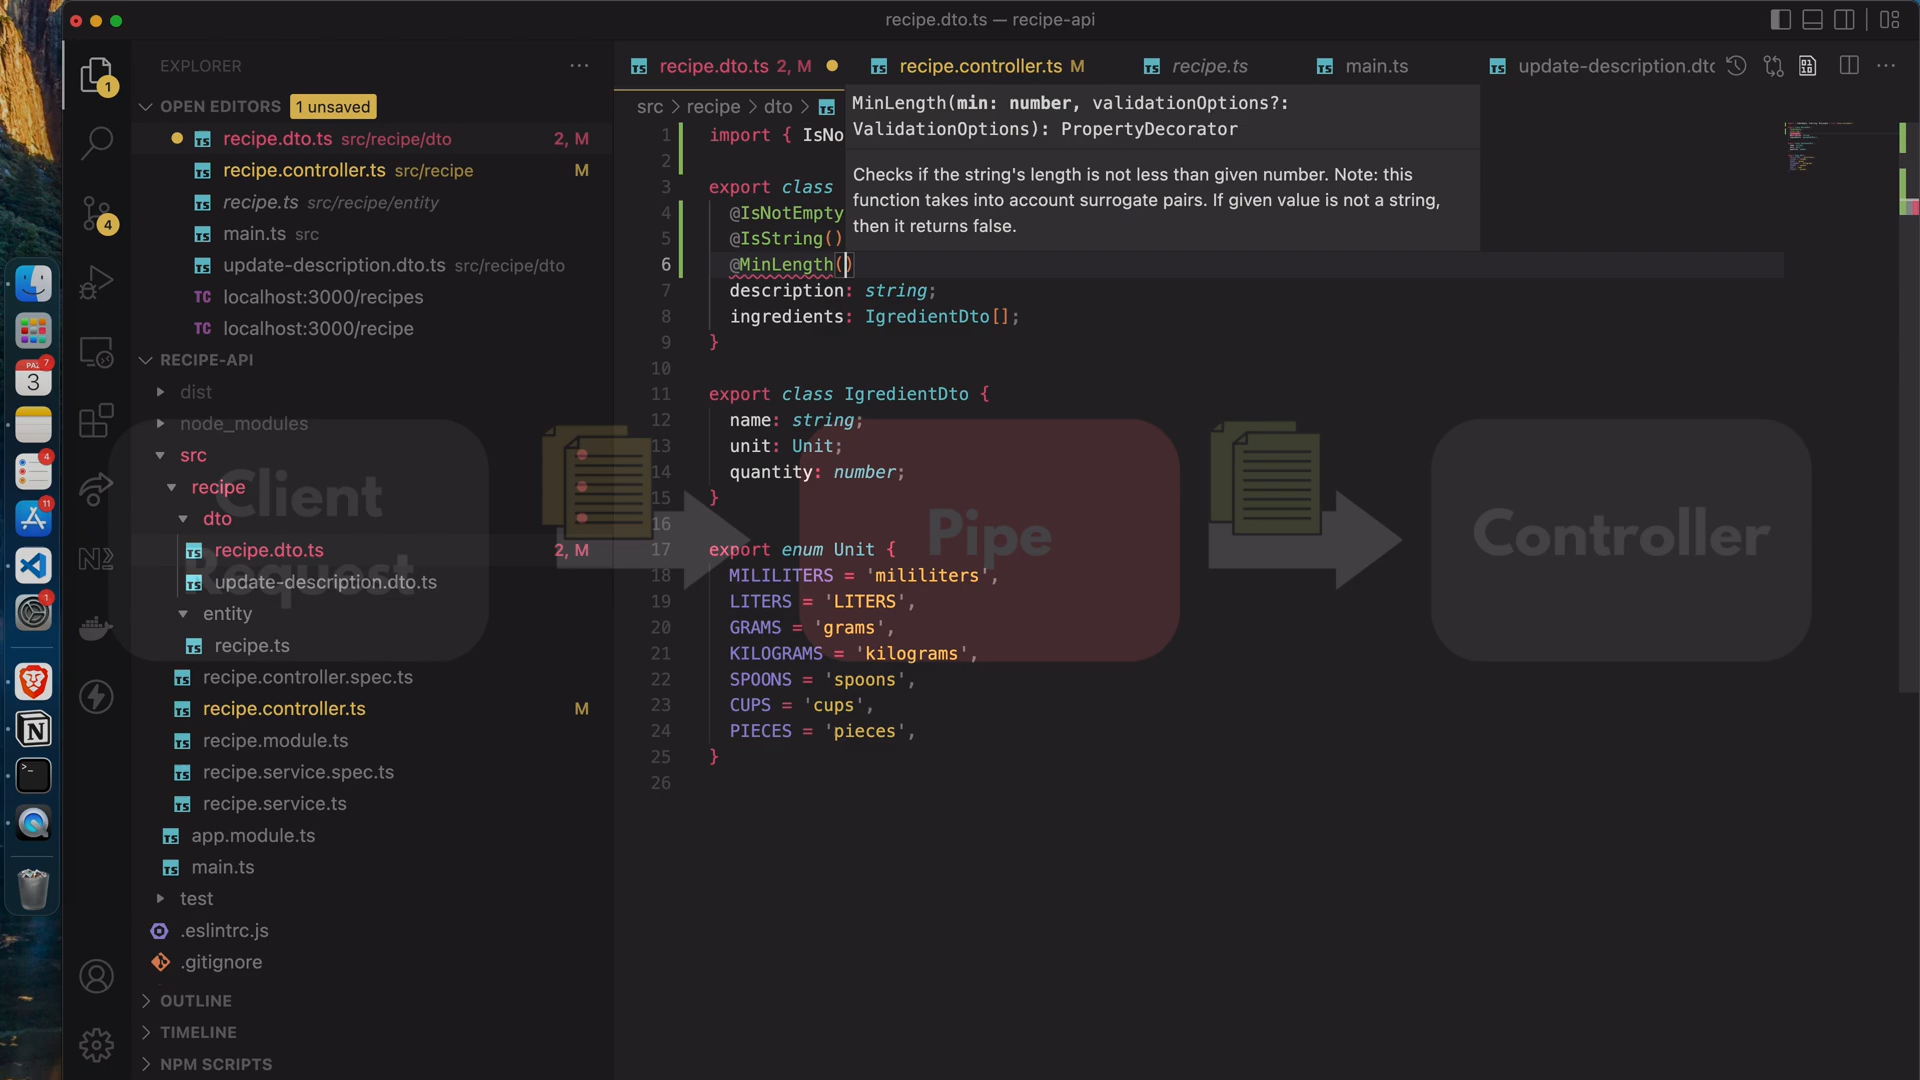 recipe.dto.ts — recipe-api
EXPLORER
OPEN EDITORS 1 unsaved
recipe.dto.ts src/recipe/dto 2, M
recipe.controller.ts src/recipe M
recipe.ts src/recipe/entity
main.ts src
update-description.dto.ts src/recipe/dto
TC localhost:3000/recipes
TC localhost:3000/recipe
RECIPE-API
dist
node_modules
src
recipe
dto
recipe.dto.ts 2, M
update-description.dto.ts
entity
recipe.ts
recipe.controller.spec.ts
recipe.controller.ts M
recipe.module.ts
recipe.service.spec.ts
recipe.service.ts
app.module.ts
main.ts
test
.eslintrc.js
.gitignore
OUTLINE
TIMELINE
NPM SCRIPTS
recipe.dto.ts 2, M recipe.controller.ts M recipe.ts main.ts update-description.dto
src > recipe > dto >
MinLength(min: number, validationOptions?:
ValidationOptions): PropertyDecorator
Checks if the string's length is not less than given number. Note: this
function takes into account surrogate pairs. If given value is not a string,
then it returns false.
1 import { IsNo
2
3 export class
4 @IsNotEmpty
5 @IsString()
6 @MinLength()
7 description: string;
8 ingredients: IgredientDto[];
9 }
10
11 export class IgredientDto {
12 name: string;
13 unit: Unit;
14 quantity: number;
15 }
16
17 export enum Unit {
18 MILILITERS = 'mililiters',
19 LITERS = 'LITERS',
20 GRAMS = 'grams',
21 KILOGRAMS = 'kilograms',
22 SPOONS = 'spoons',
23 CUPS = 'cups',
24 PIECES = 'pieces',
25 }
26
Client
Request
Pipe
Controller